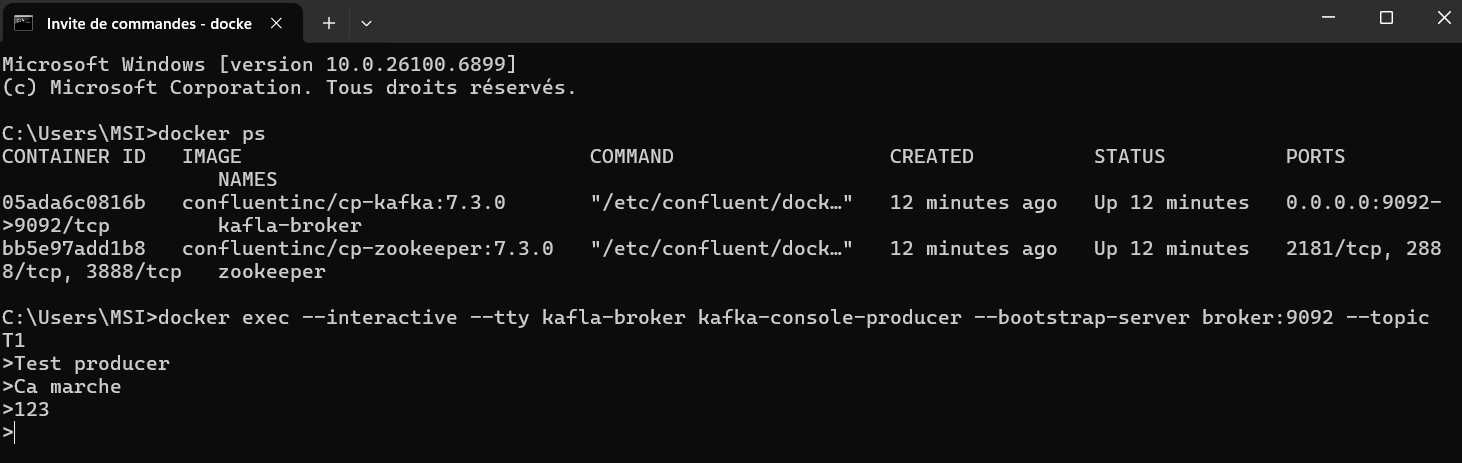 Invite de commandes - docke
Microsoft Windows [version 10.0.26100.6899]
(c) Microsoft Corporation. Tous droits réservés.
C:\Users\MSI>docker ps
CONTAINER ID   IMAGE                             COMMAND                  CREATED          STATUS          PORTS
                  NAMES
05ada6c0816b   confluentinc/cp-kafka:7.3.0       "/etc/confluent/dock…"   12 minutes ago   Up 12 minutes   0.0.0.0:9092-
>9092/tcp         kafla-broker
bb5e97add1b8   confluentinc/cp-zookeeper:7.3.0   "/etc/confluent/dock…"   12 minutes ago   Up 12 minutes   2181/tcp, 288
8/tcp, 3888/tcp   zookeeper
C:\Users\MSI>docker exec --interactive --tty kafla-broker kafka-console-producer --bootstrap-server broker:9092 --topic
T1
>Test producer
>Ca marche
>123
>